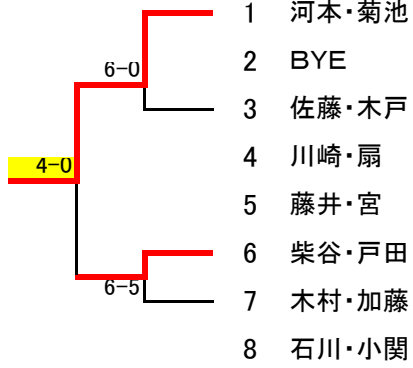 1 河本・菊池
6-0
2 BYE
3 佐藤・木戸
4-0
4 川崎・扇
5 藤井・宮
6 柴谷・戸田
6-5
7 木村・加藤
8 石川・小関